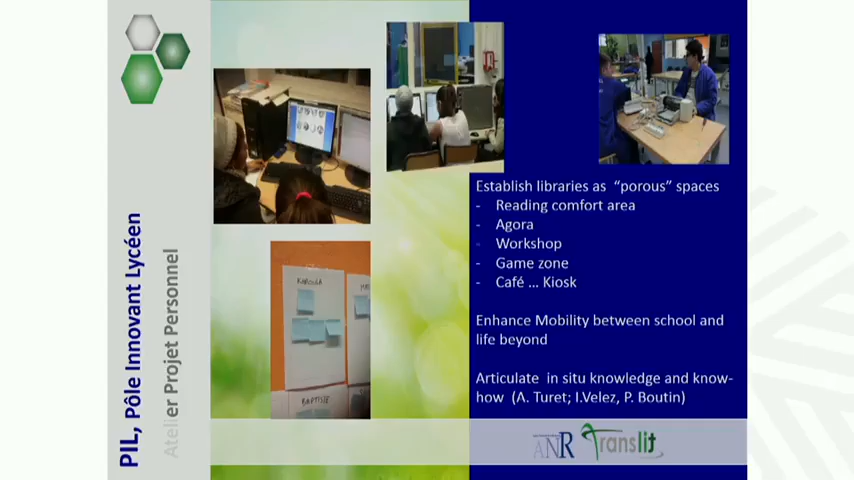 PIL, Pôle Innovant Lycéen
Atelier Projet Personnel
KAROULA
BAPTISTE
Establish libraries as “porous” spaces
- Reading comfort area
- Agora
- Workshop
- Game zone
- Café ... Kiosk
Enhance Mobility between school and
life beyond
Articulate in situ knowledge and know-
how (A. Turet; I.Velez, P. Boutin)
ANR Translit